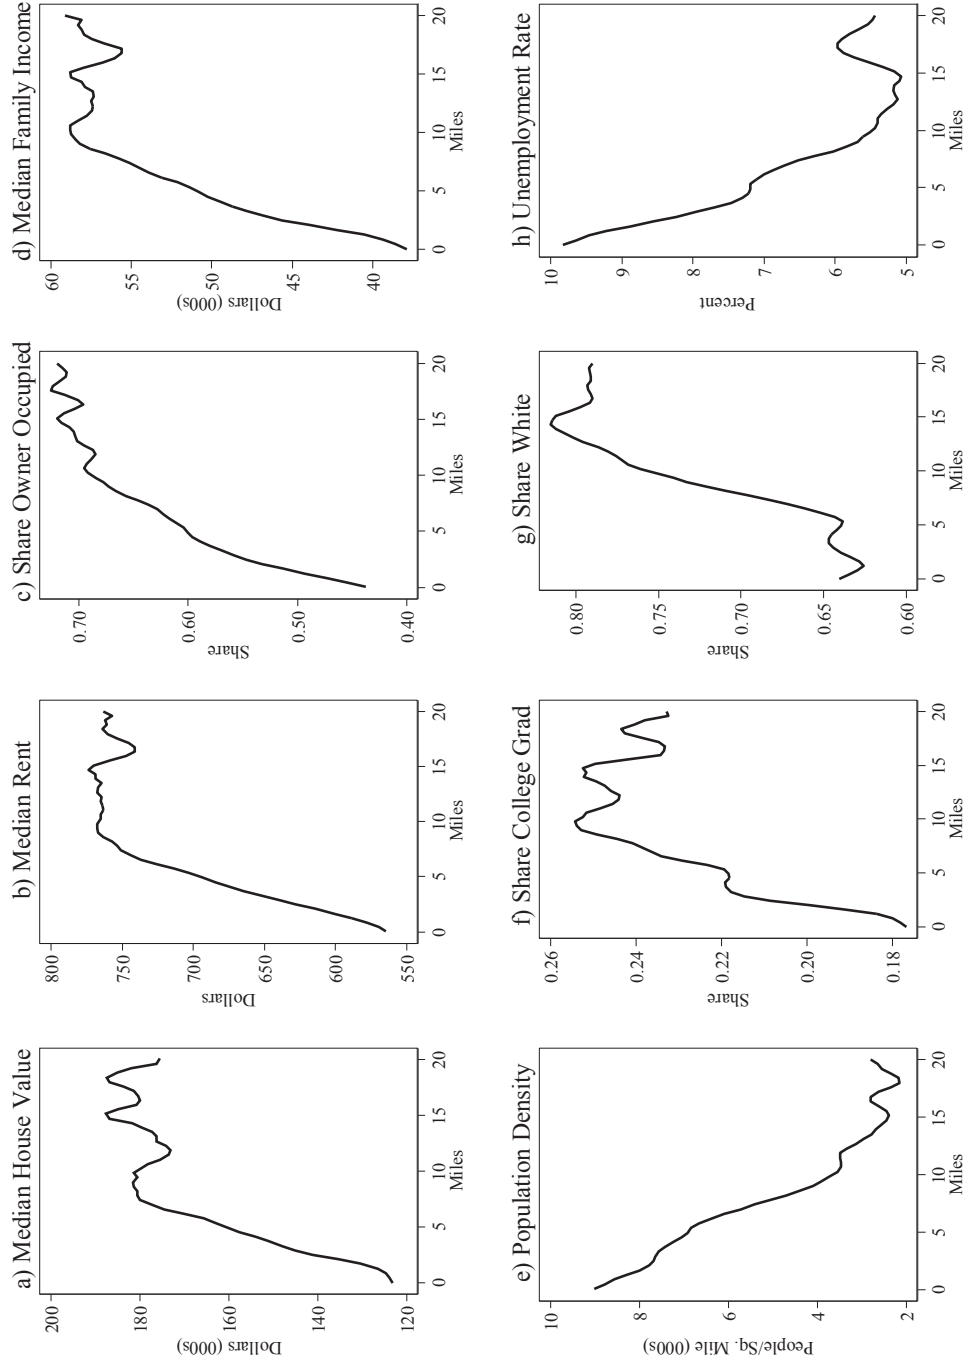 a) Median House Value
Dollars (000s)
200
180
160
140
120
0 5 10 15 20
Miles
b) Median Rent
Dollars
800
750
700
650
600
550
0 5 10 15 20
Miles
c) Share Owner Occupied
Share
0.70
0.60
0.50
0.40
0 5 10 15 20
Miles
d) Median Family Income
Dollars (000s)
60
55
50
45
40
0 5 10 15 20
Miles
e) Population Density
People/Sq. Mile (000s)
10
8
6
4
2
0 5 10 15 20
Miles
f) Share College Grad
Share
0.26
0.24
0.22
0.20
0.18
0 5 10 15 20
Miles
g) Share White
Share
0.80
0.70
0.65
0.60
0 5 10 15 20
Miles
h) Unemployment Rate
Percent
10
9
8
7
6
5
0 5 10 15 20
Miles